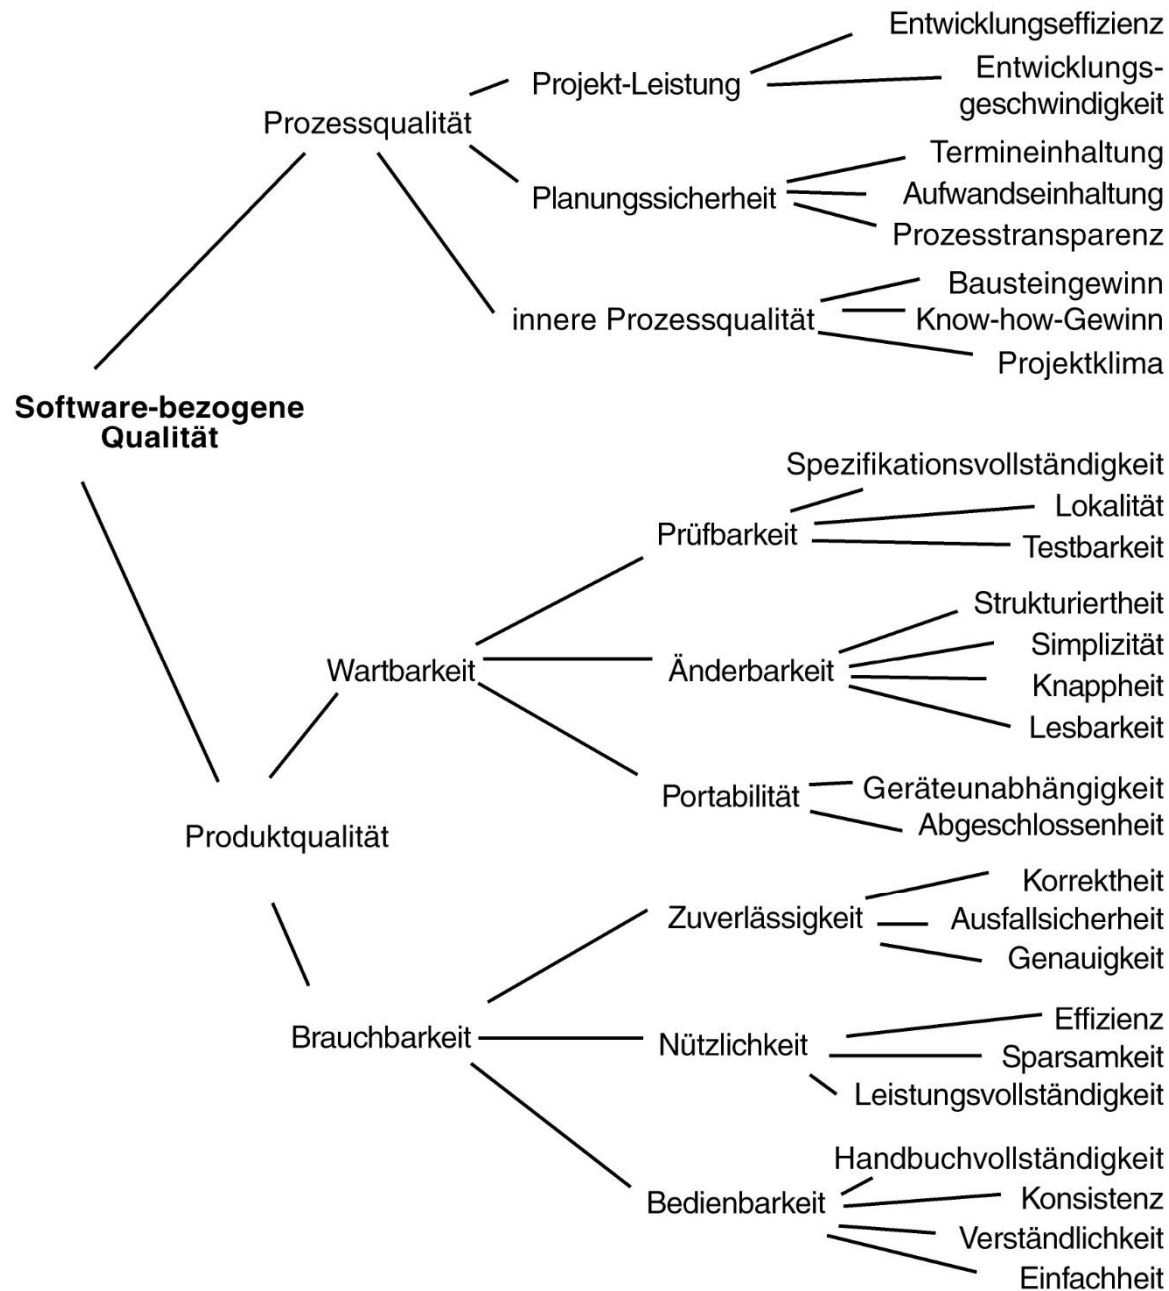 Entwicklungseffizienz
Projekt-Leistung
Entwicklungs-
geschwindigkeit
Prozessqualität
Termineinhaltung
Planungssicherheit
Aufwandseinhaltung
Prozesstransparenz
Bausteingewinn
innere Prozessqualität
Know-how-Gewinn
Projektklima
Software-bezogene
Qualität
Spezifikationsvollständigkeit
Lokalität
Prüfbarkeit
Testbarkeit
Strukturiertheit
Simplizität
Wartbarkeit
Änderbarkeit
Knappheit
Lesbarkeit
Portabilität
Geräteunabhängigkeit
Abgeschlossenheit
Produktqualität
Korrektheit
Zuverlässigkeit
Ausfallsicherheit
Genauigkeit
Effizienz
Brauchbarkeit
Nützlichkeit
Sparsamkeit
Leistungsvollständigkeit
Handbuchvollständigkeit
Bedienbarkeit
Konsistenz
Verständlichkeit
Einfachheit